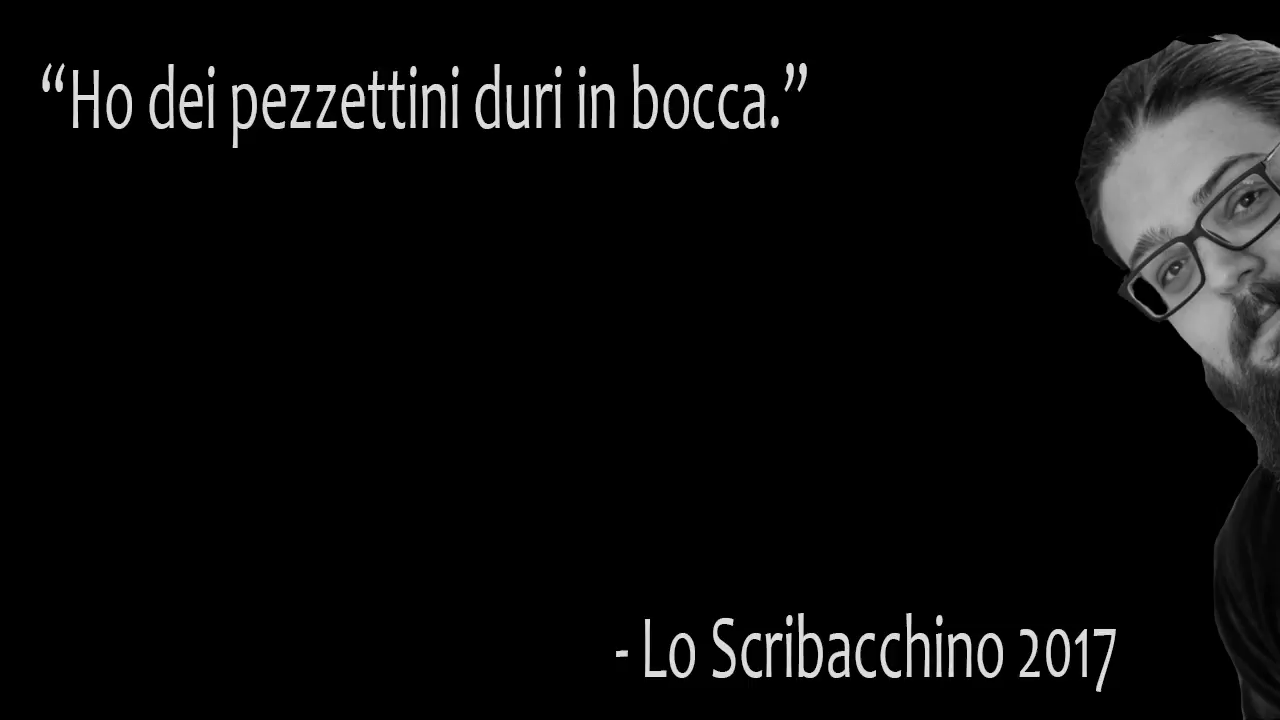 “Ho dei pezzettini duri in bocca.”
- Lo Scribacchino 2017